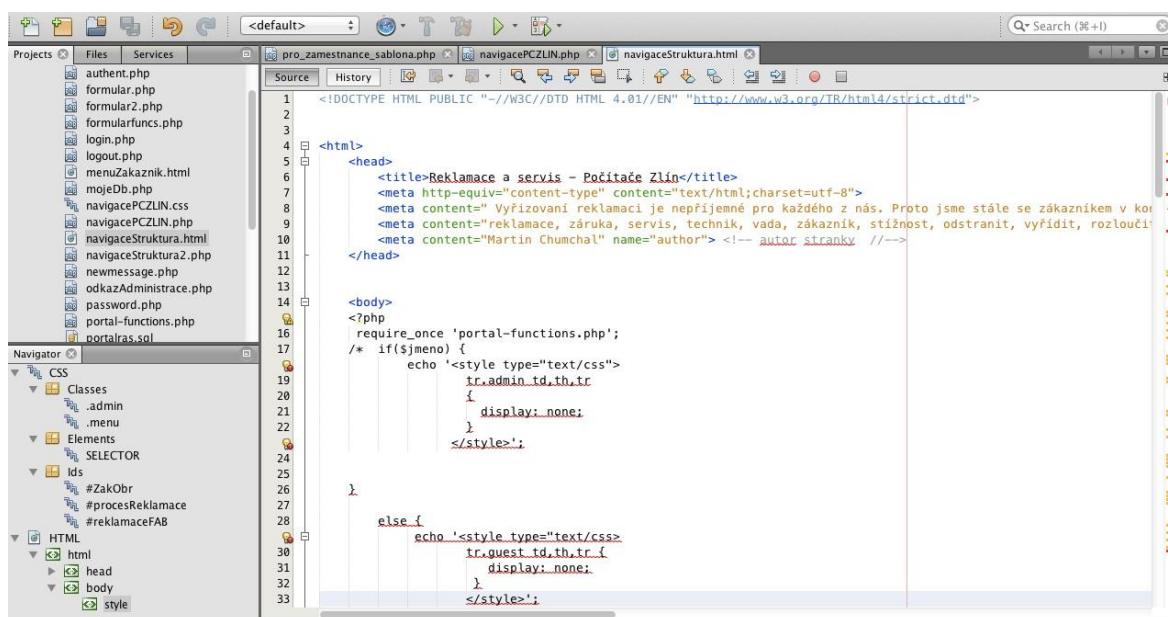 <default>
Search (⌘+I)
Projects Files Services
authent.php
formular.php
formular2.php
formularfuncs.php
login.php
logout.php
menuZakaznik.html
mojeDb.php
navigacePCZLIN.css
navigacePCZLIN.php
navigaceStruktura.html
navigaceStruktura2.php
newmessage.php
odkazAdministrace.php
password.php
portal-functions.php
portalras.sql
Navigator
CSS
Classes
.admin
.menu
Elements
SELECTOR
Ids
#ZakObr
#procesReklamace
#reklamaceFAB
HTML
html
head
body
style
pro_zamestnance_sablona.php navigacePCZLIN.php navigaceStruktura.html
Source History
1 <!DOCTYPE HTML PUBLIC "-//W3C//DTD HTML 4.01//EN" "http://www.w3.org/TR/html4/strict.dtd">
2
3
4 <html>
5 <head>
6 <title>Reklamace a servis – Počítače Zlín</title>
7 <meta http-equiv="content-type" content="text/html;charset=utf-8">
8 <meta content=" Vyřizovaní reklamaci je nepříjemné pro každého z nás. Proto jsme stále se zákazníkem v kon
9 <meta content="reklamace, záruka, servis, technik, vada, zákazník, stížnost, odstranit, vyřídit, rozloučit
10 <meta content="Martin Chumchal" name="author"> <!-- autor stranky //-->
11 </head>
12
13
14 <body>
<?php
16 require_once 'portal-functions.php';
17 /* if($jmeno) {
echo '<style type="text/css">
19 tr.admin td,th,tr
20 {
21 display: none;
22 }
</style>';
24
25
26 }
27
28 else {
echo '<style type="text/css>
30 tr.guest td,th,tr {
31 display: none;
32 }
33 </style>';